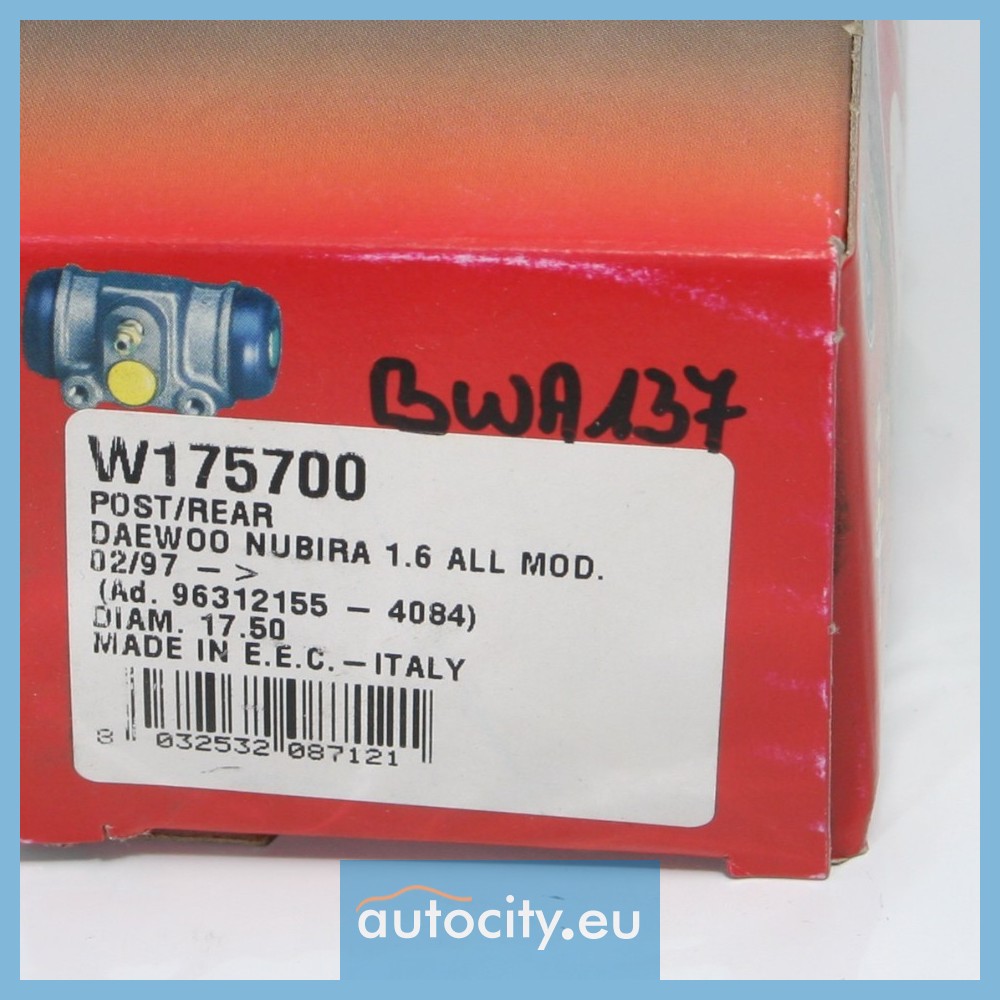 BWA137
W175700
POST/REAR
DAEWOO NUBIRA 1.6 ALL MOD.
02/97 - >
(Ad. 96312155 - 4084)
DIAM. 17.50
MADE IN E.E.C. - ITALY
8 032532 087121
autocity.eu